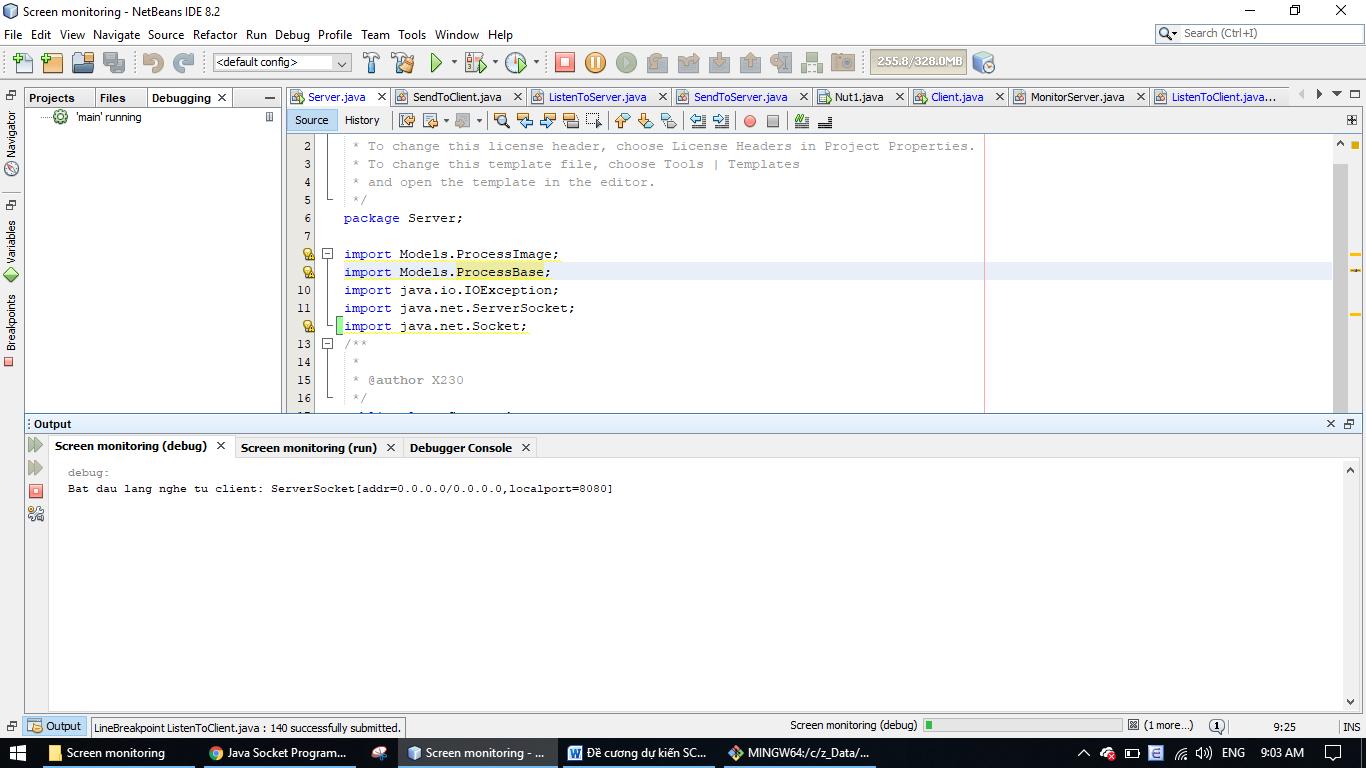 Screen monitoring - NetBeans IDE 8.2
File Edit View Navigate Source Refactor Run Debug Profile Team Tools Window Help
Search (Ctrl+I)
<default config>
255.8/328.0MB
Projects Files Debugging
'main' running
Navigator
Variables
Breakpoints
Server.java SendToClient.java ListenToServer.java SendToServer.java Nut1.java Client.java MonitorServer.java ListenToClient.java...
Source History
2 * To change this license header, choose License Headers in Project Properties.
3 * To change this template file, choose Tools | Templates
4 * and open the template in the editor.
5 */
6 package Server;
7
import Models.ProcessImage;
import Models.ProcessBase;
10 import java.io.IOException;
11 import java.net.ServerSocket;
import java.net.Socket;
13 /**
14 *
15 * @author X230
16 */
Output
Screen monitoring (debug) Screen monitoring (run) Debugger Console
debug:
Bat dau lang nghe tu client: ServerSocket[addr=0.0.0.0/0.0.0.0,localport=8080]
Output LineBreakpoint ListenToClient.java : 140 successfully submitted. Screen monitoring (debug) (1 more...) 1 9:25 INS
Screen monitoring Java Socket Program... Screen monitoring - ... Đề cương dự kiến SC... MINGW64:/c/z_Data/... ENG 9:03 AM